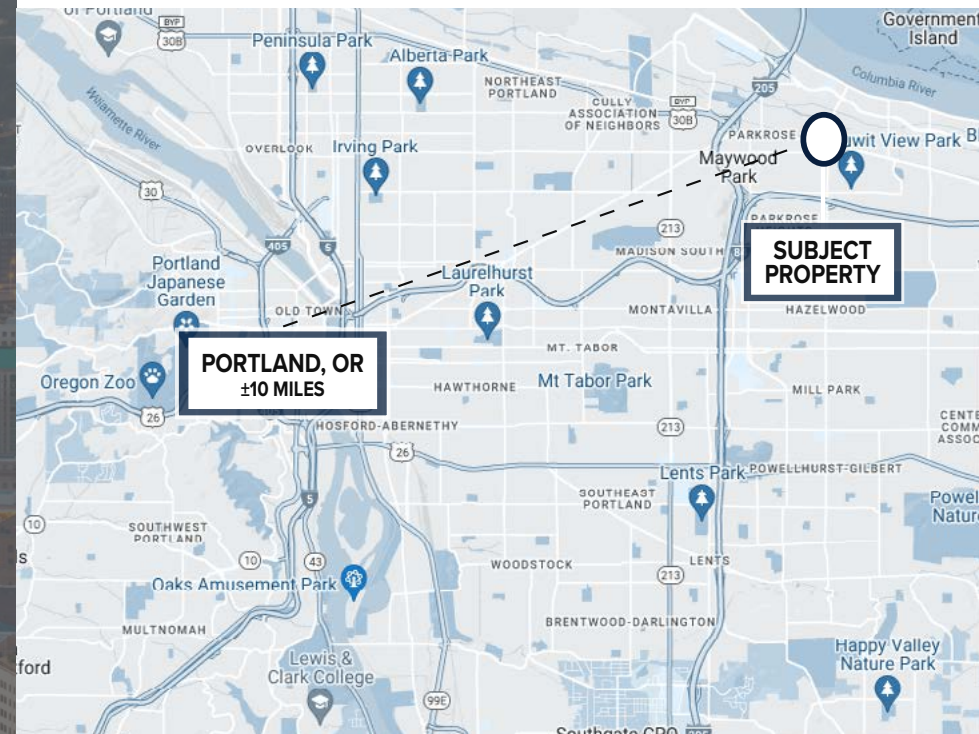 Government
Island
BYP
30B
Peninsula Park
Alberta Park
NORTHEAST
PORTLAND
205
Columbia River
CULLY
ASSOCIATION
OF NEIGHBORS
BYP
30B
Willamette River
OVERLOOK
Irving Park
PARKROSE
View Park
Maywood
Park
30
405
5
213
PARKROSE
MADISON SOUTH
Portland
Japanese
Garden
Laurelhurst
Park
SUBJECT
PROPERTY
OLD TOWN
MONTAVILLA
HAZELWOOD
PORTLAND, OR
±10 MILES
MT. TABOR
Oregon Zoo
HAWTHORNE
Mt Tabor Park
MILL PARK
26
HOSFORD-ABERNETHY
213
26
Lents Park
POWELLHURST-GILBERT
5
SOUTHEAST
PORTLAND
10
SOUTHWEST
PORTLAND
10
43
WOODSTOCK
LENTS
213
Oaks Amusement Park
MULTNOMAH
BRENTWOOD-DARLINGTON
Lewis &
Clark College
Happy Valley
Nature Park
99E
205